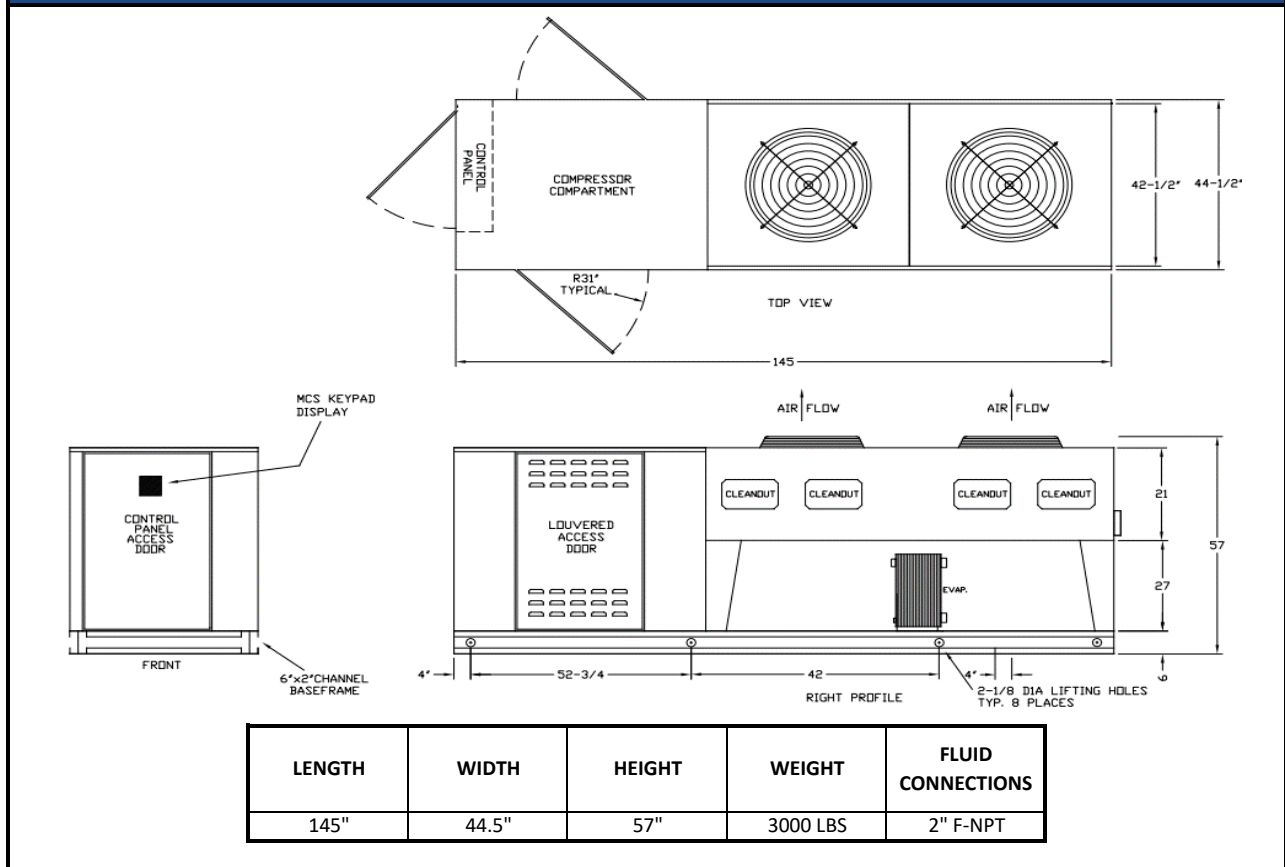 CONTROL
PANEL
COMPRESSOR
COMPARTMENT
42-1/2"
44-1/2"
R31"
TYPICAL
TOP VIEW
145
MCS KEYPAD
DISPLAY
AIR FLOW
AIR FLOW
CONTROL
PANEL
ACCESS
DOOR
LOUVERED
ACCESS
DOOR
CLEANOUT
CLEANOUT
CLEANOUT
CLEANOUT
21
57
27
EVAP.
FRONT
6"x2"CHANNEL
BASEFRAME
4"
52-3/4
42
4"
6
RIGHT PROFILE
2-1/8 D1A LIFTING HOLES
TYP. 8 PLACES
LENGTH WIDTH HEIGHT WEIGHT FLUID CONNECTIONS
145" 44.5" 57" 3000 LBS 2" F-NPT